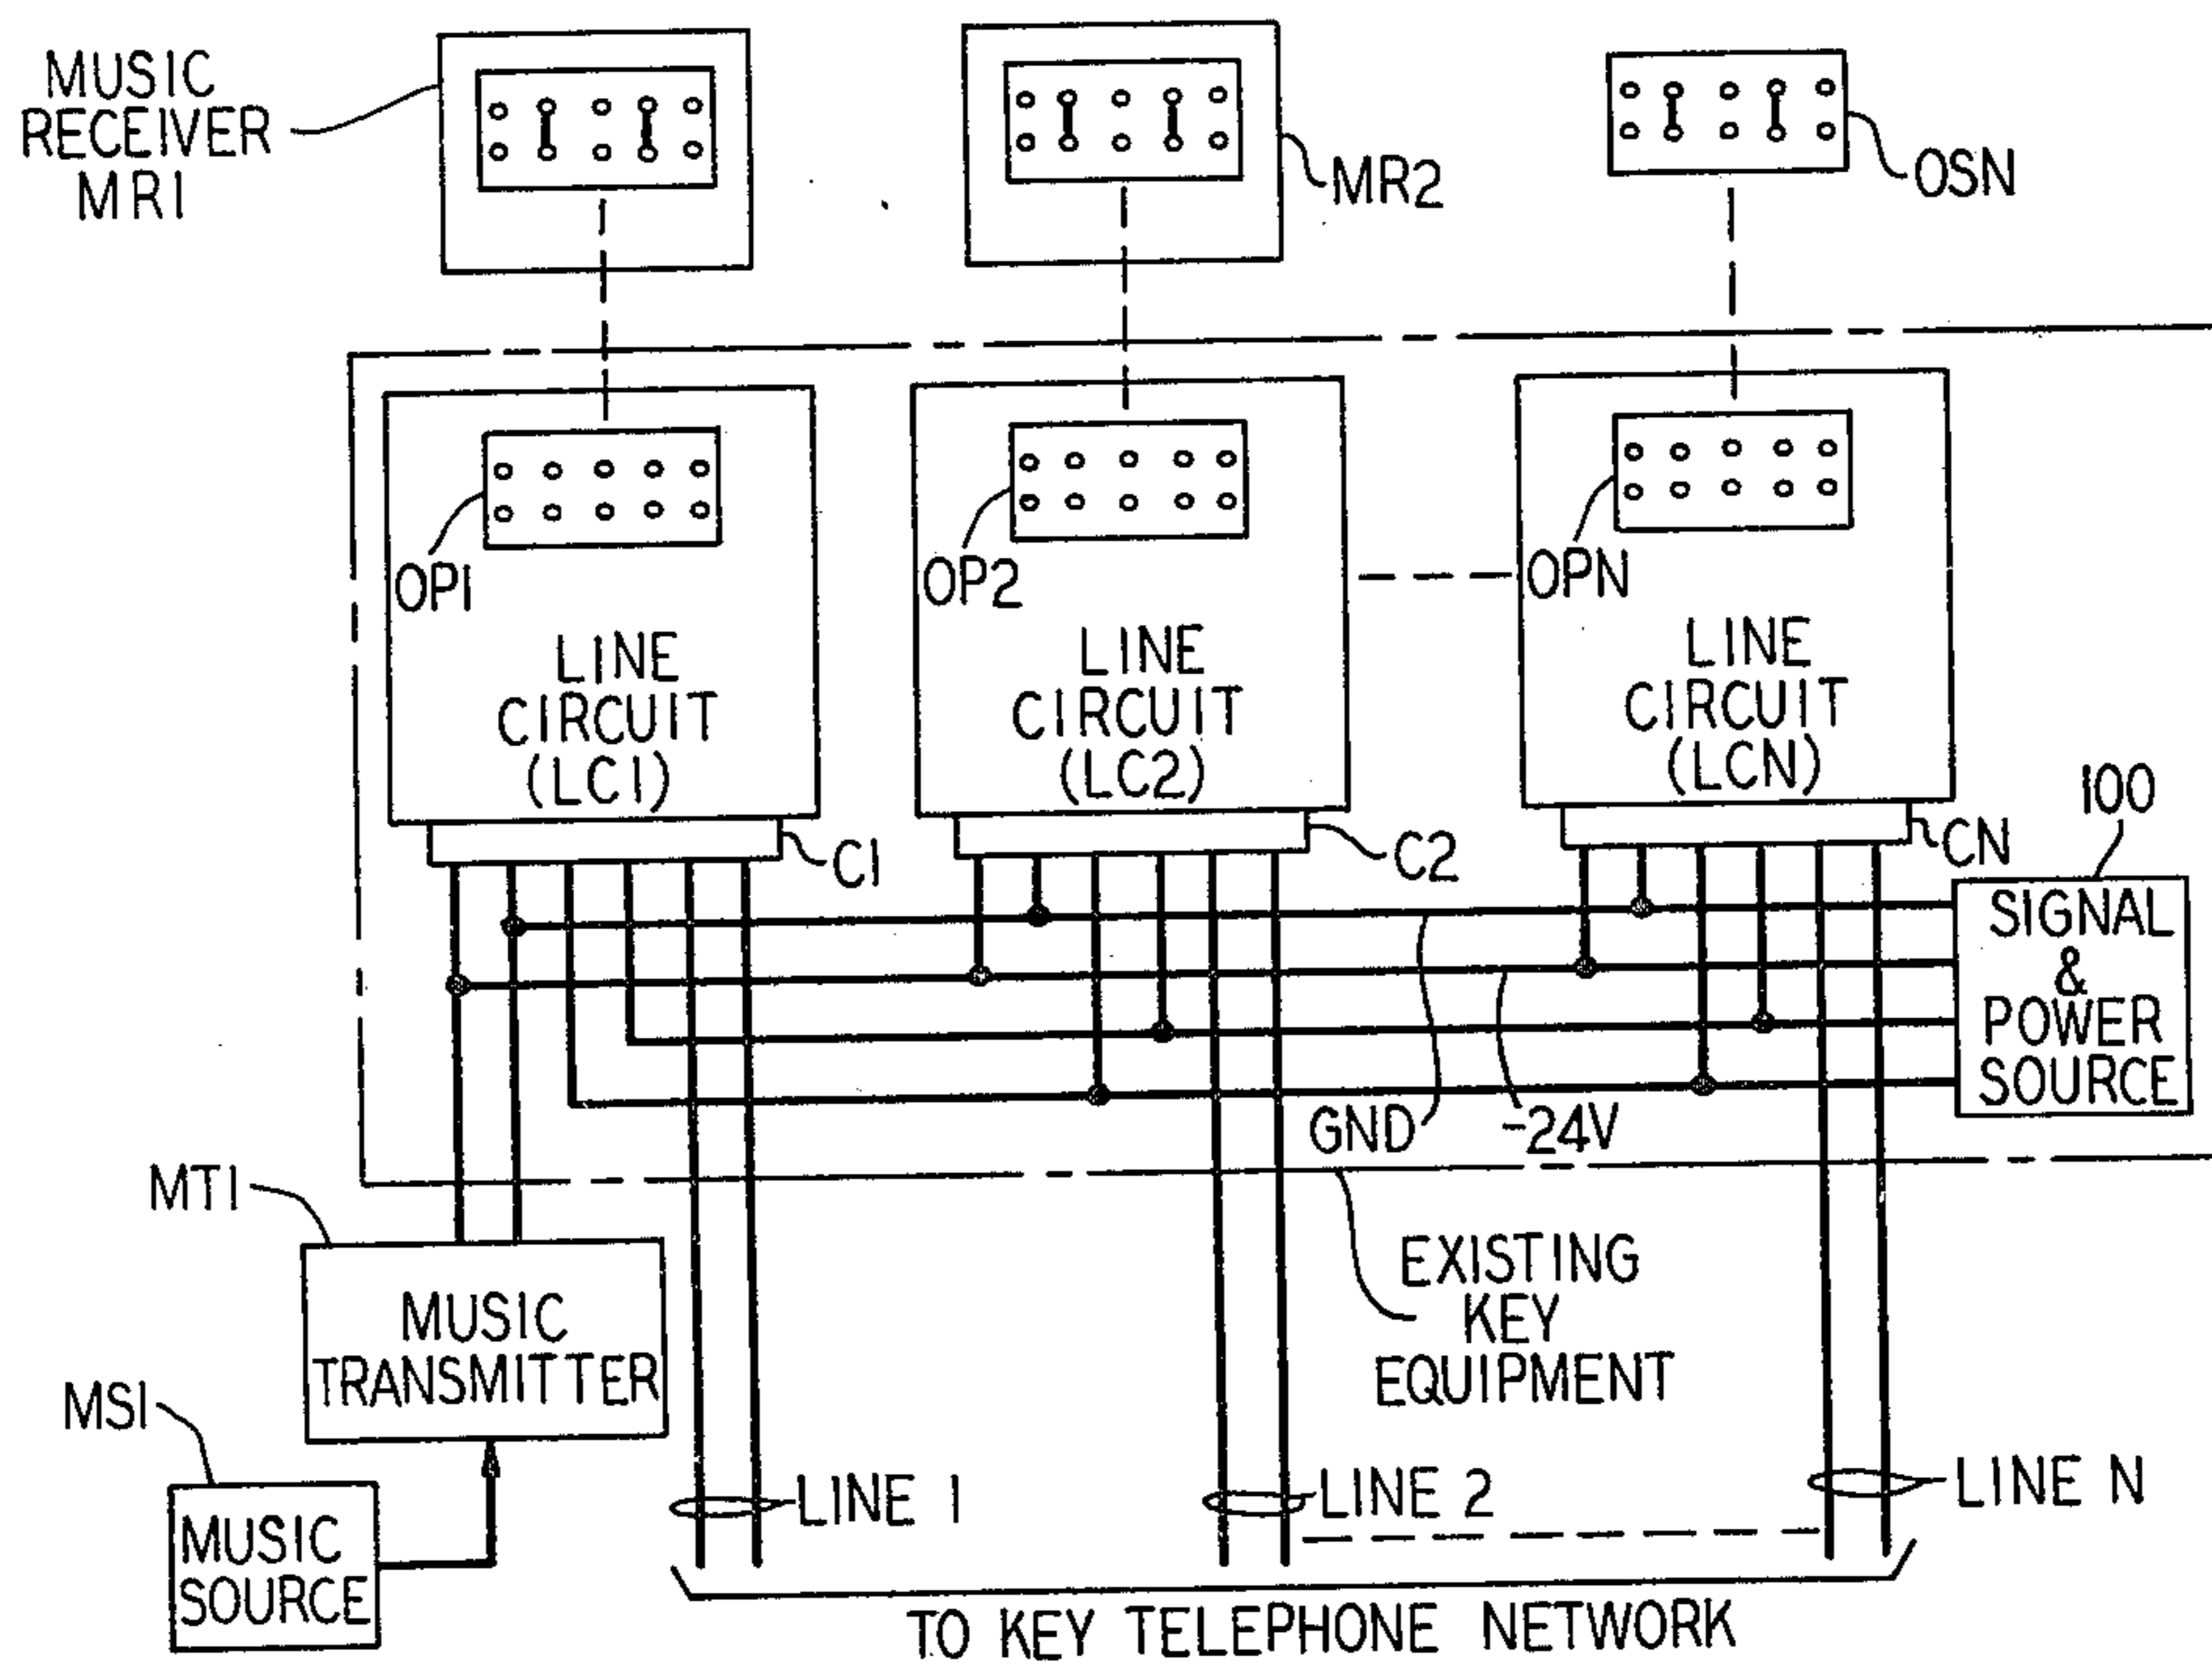 MUSIC
RECEIVER
MR1
MR2
OSN
OP1
OP2
OPN
LINE
CIRCUIT
(LC1)
LINE
CIRCUIT
(LC2)
LINE
CIRCUIT
(LCN)
C1
C2
CN
100
SIGNAL
&
POWER
SOURCE
GND
-24V
MT1
MUSIC
TRANSMITTER
EXISTING
KEY
EQUIPMENT
MS1
MUSIC
SOURCE
LINE 1
LINE 2
LINE N
TO KEY TELEPHONE NETWORK